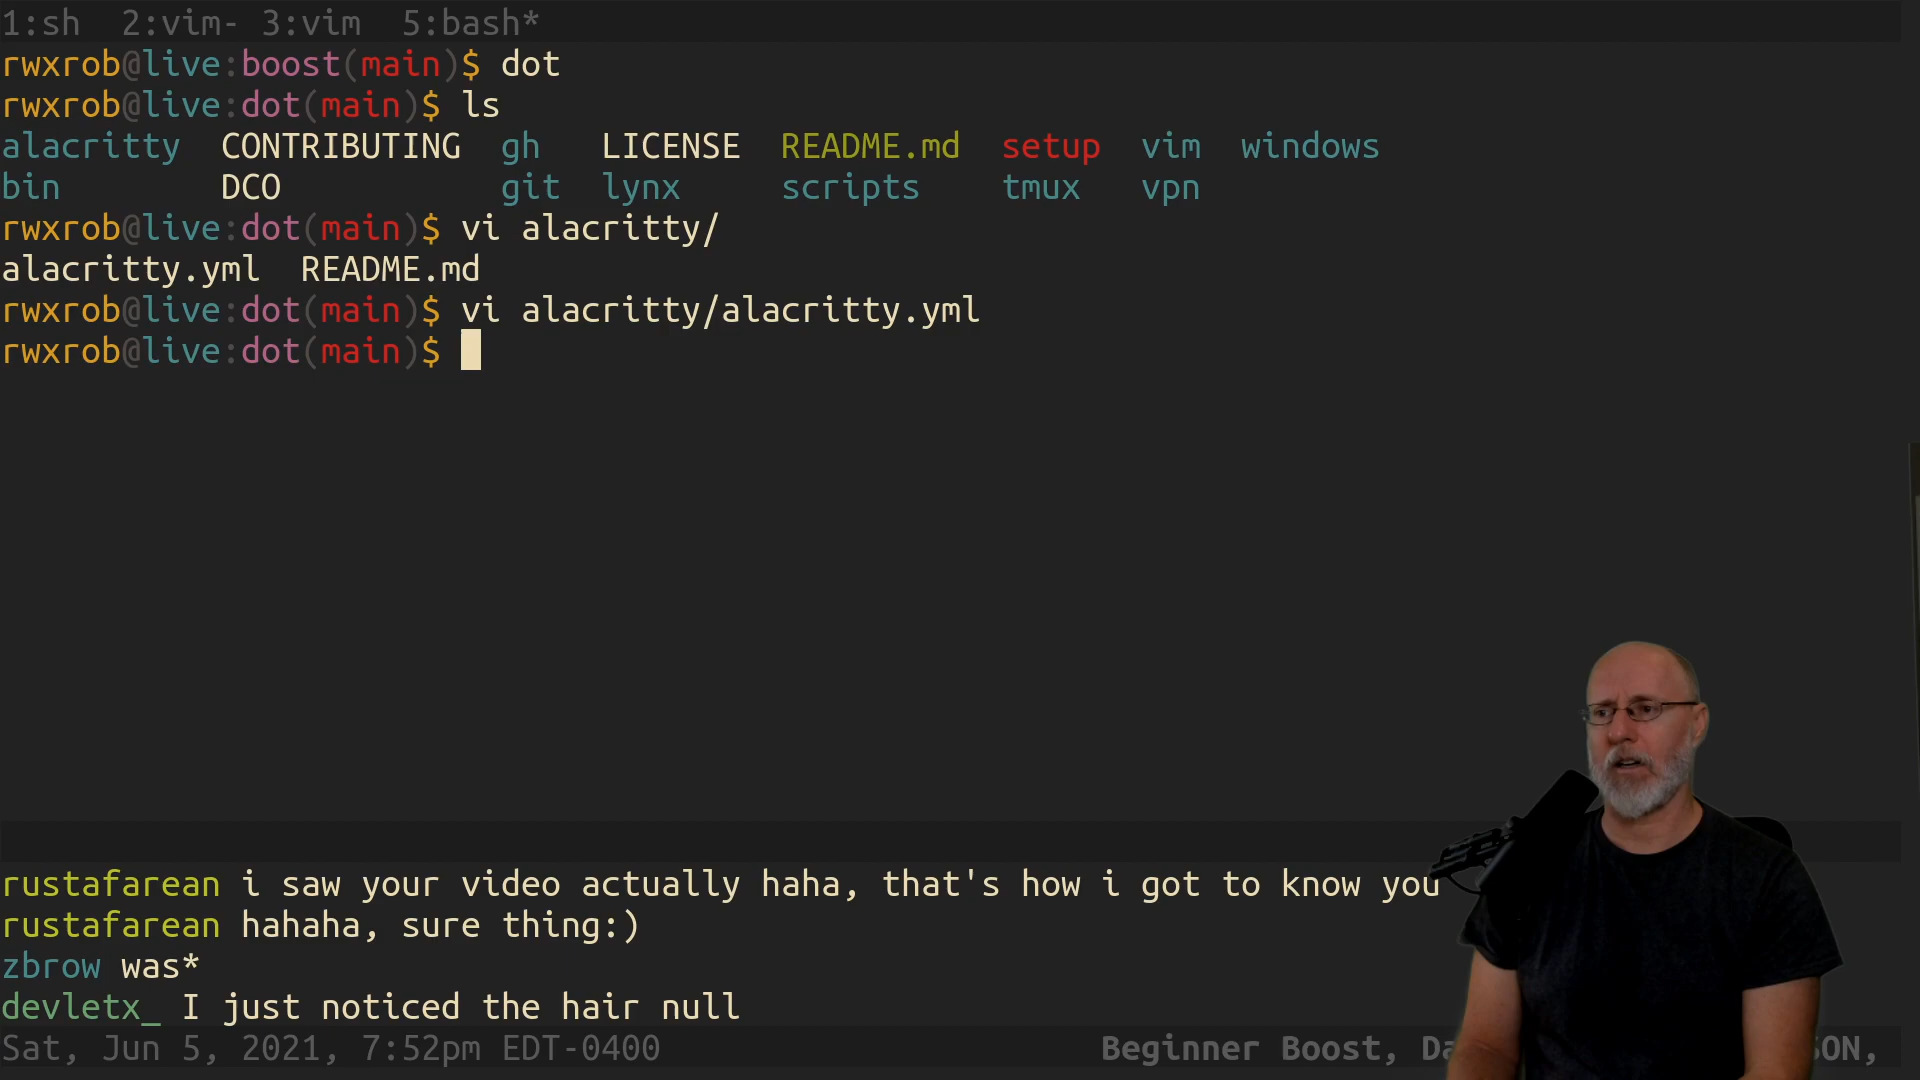 1:sh  2:vim- 3:vim  5:bash*
rwxrob@live:boost(main)$ dot
rwxrob@live:dot(main)$ ls
alacritty  CONTRIBUTING  gh   LICENSE  README.md  setup  vim  windows
bin        DCO           git  lynx     scripts    tmux   vpn
rwxrob@live:dot(main)$ vi alacritty/
alacritty.yml  README.md
rwxrob@live:dot(main)$ vi alacritty/alacritty.yml
rwxrob@live:dot(main)$
rustafarean i saw your video actually haha, that's how i got to know you
rustafarean hahaha, sure thing:)
zbrow was*
devletx_ I just noticed the hair null
Sat, Jun 5, 2021, 7:52pm EDT-0400 Beginner Boost,